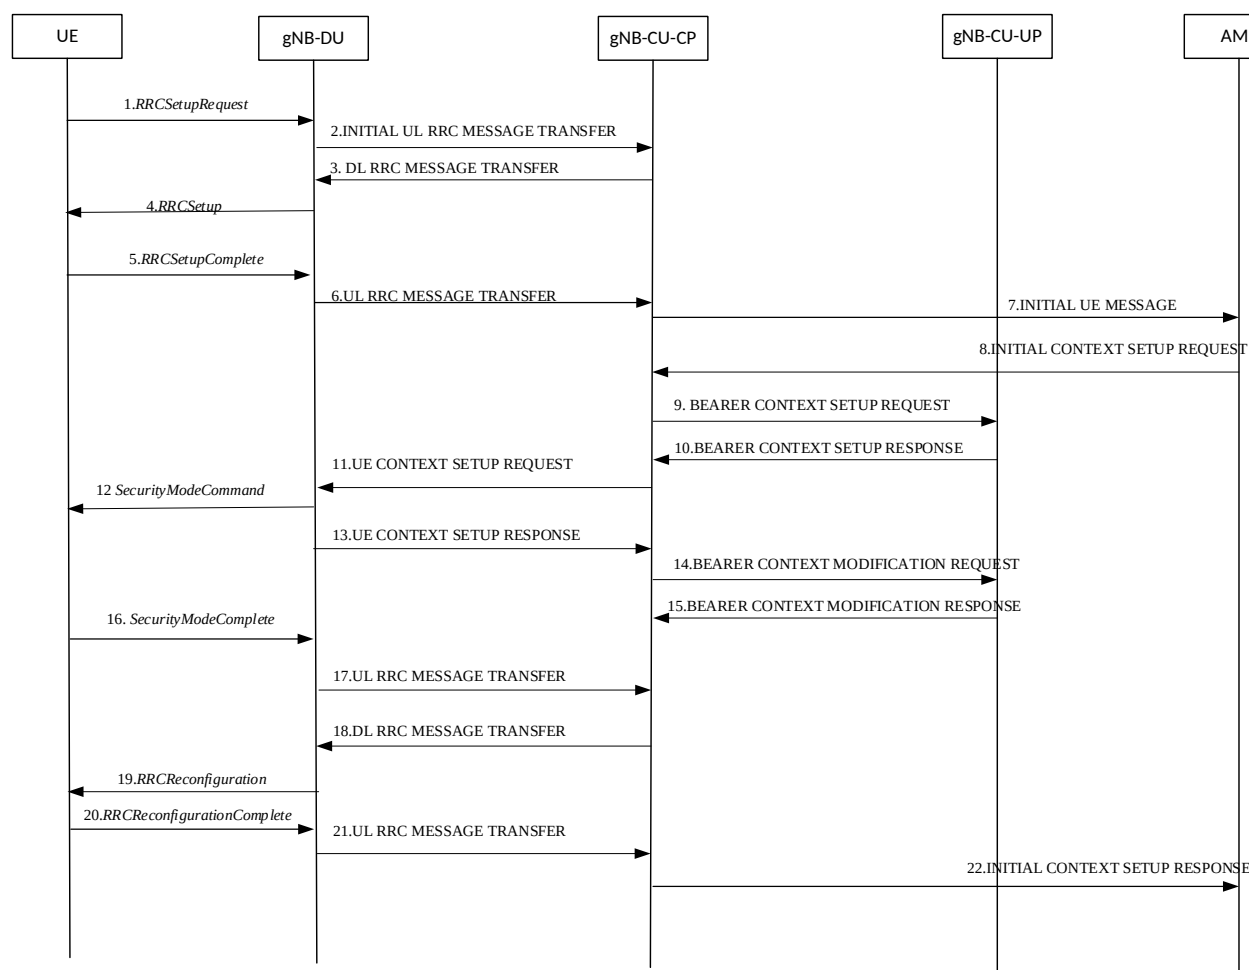 UE
gNB-DU
gNB-CU-CP
gNB-CU-UP
AM
1.RRCSetupRequest
2.INITIAL UL RRC MESSAGE TRANSFER
3. DL RRC MESSAGE TRANSFER
4.RRCSetup
5.RRCSetupComplete
6.UL RRC MESSAGE TRANSFER
7.INITIAL UE MESSAGE
8.INITIAL CONTEXT SETUP REQUEST
9. BEARER CONTEXT SETUP REQUEST
10.BEARER CONTEXT SETUP RESPONSE
11.UE CONTEXT SETUP REQUEST
12 SecurityModeCommand
13.UE CONTEXT SETUP RESPONSE
14.BEARER CONTEXT MODIFICATION REQUEST
15.BEARER CONTEXT MODIFICATION RESPONSE
16. SecurityModeComplete
17.UL RRC MESSAGE TRANSFER
18.DL RRC MESSAGE TRANSFER
19.RRCReconfiguration
20.RRCReconfigurationComplete
21.UL RRC MESSAGE TRANSFER
22.INITIAL CONTEXT SETUP RESPONSE